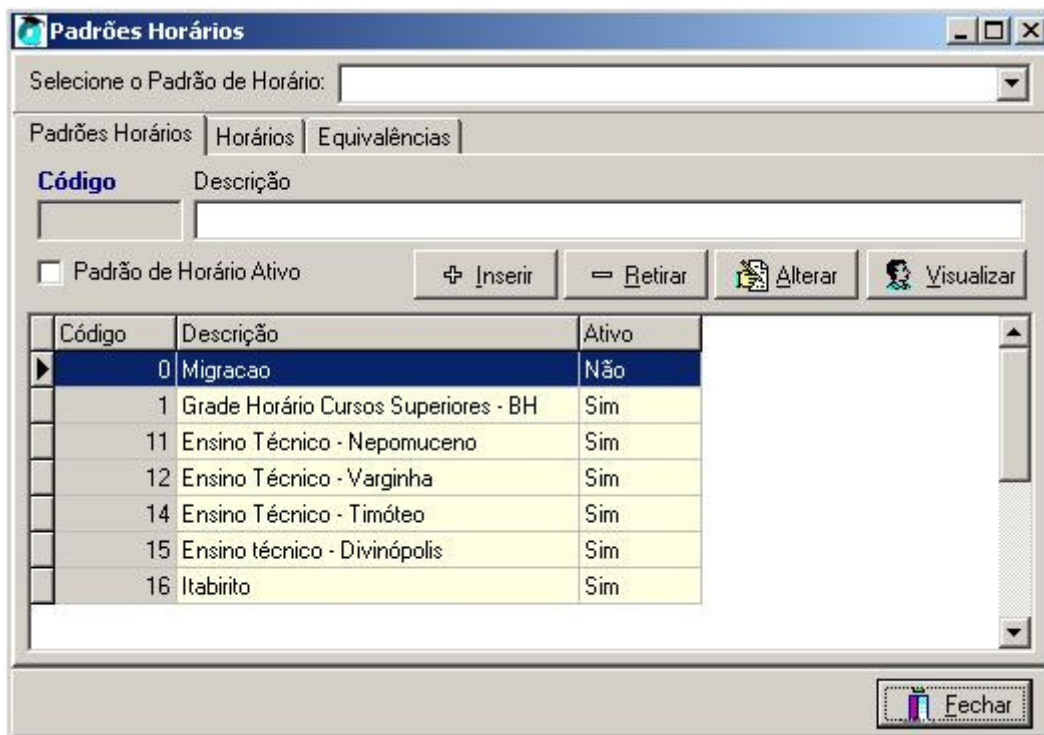 Padrões Horários
Selecione o Padrão de Horário:
Padrões Horários Horários Equivalências
Código Descrição
Padrão de Horário Ativo Inserir Retirar Alterar Visualizar
Código Descrição Ativo
0 Migracao Não
1 Grade Horário Cursos Superiores - BH Sim
11 Ensino Técnico - Nepomuceno Sim
12 Ensino Técnico - Varginha Sim
14 Ensino Técnico - Timóteo Sim
15 Ensino técnico - Divinópolis Sim
16 Itabirito Sim
Fechar